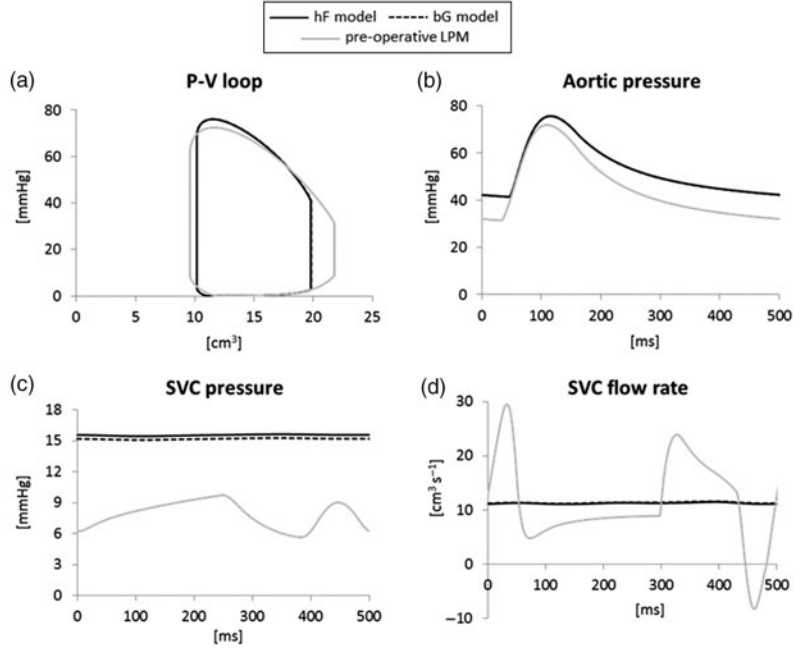 hF model
bG model
pre-operative LPM
(a)
P-V loop
80
60
40
20
0
[mmHg]
0
5
10
15
20
25
[cm³]
(b)
Aortic pressure
80
60
40
20
0
[mmHg]
0
100
200
300
400
500
[ms]
(c)
SVC pressure
18
15
12
9
6
3
0
[mmHg]
0
100
200
300
400
500
[ms]
(d)
SVC flow rate
30
20
10
0
−10
[cm³ s⁻¹]
0
100
200
300
400
500
[ms]